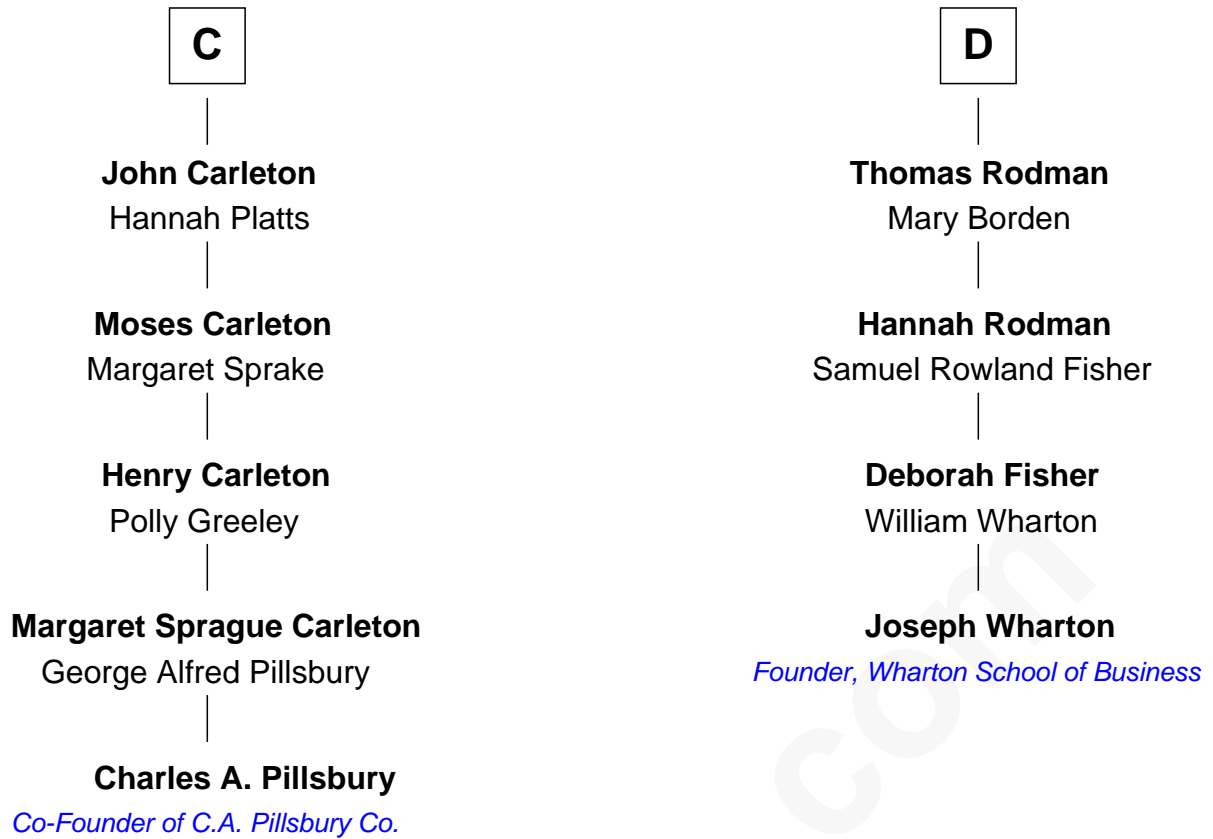 C
John Carleton
Hannah Platts
Moses Carleton
Margaret Sprake
Henry Carleton
Polly Greeley
Margaret Sprague Carleton
George Alfred Pillsbury
Charles A. Pillsbury
Co-Founder of C.A. Pillsbury Co.
D
Thomas Rodman
Mary Borden
Hannah Rodman
Samuel Rowland Fisher
Deborah Fisher
William Wharton
Joseph Wharton
Founder, Wharton School of Business
com